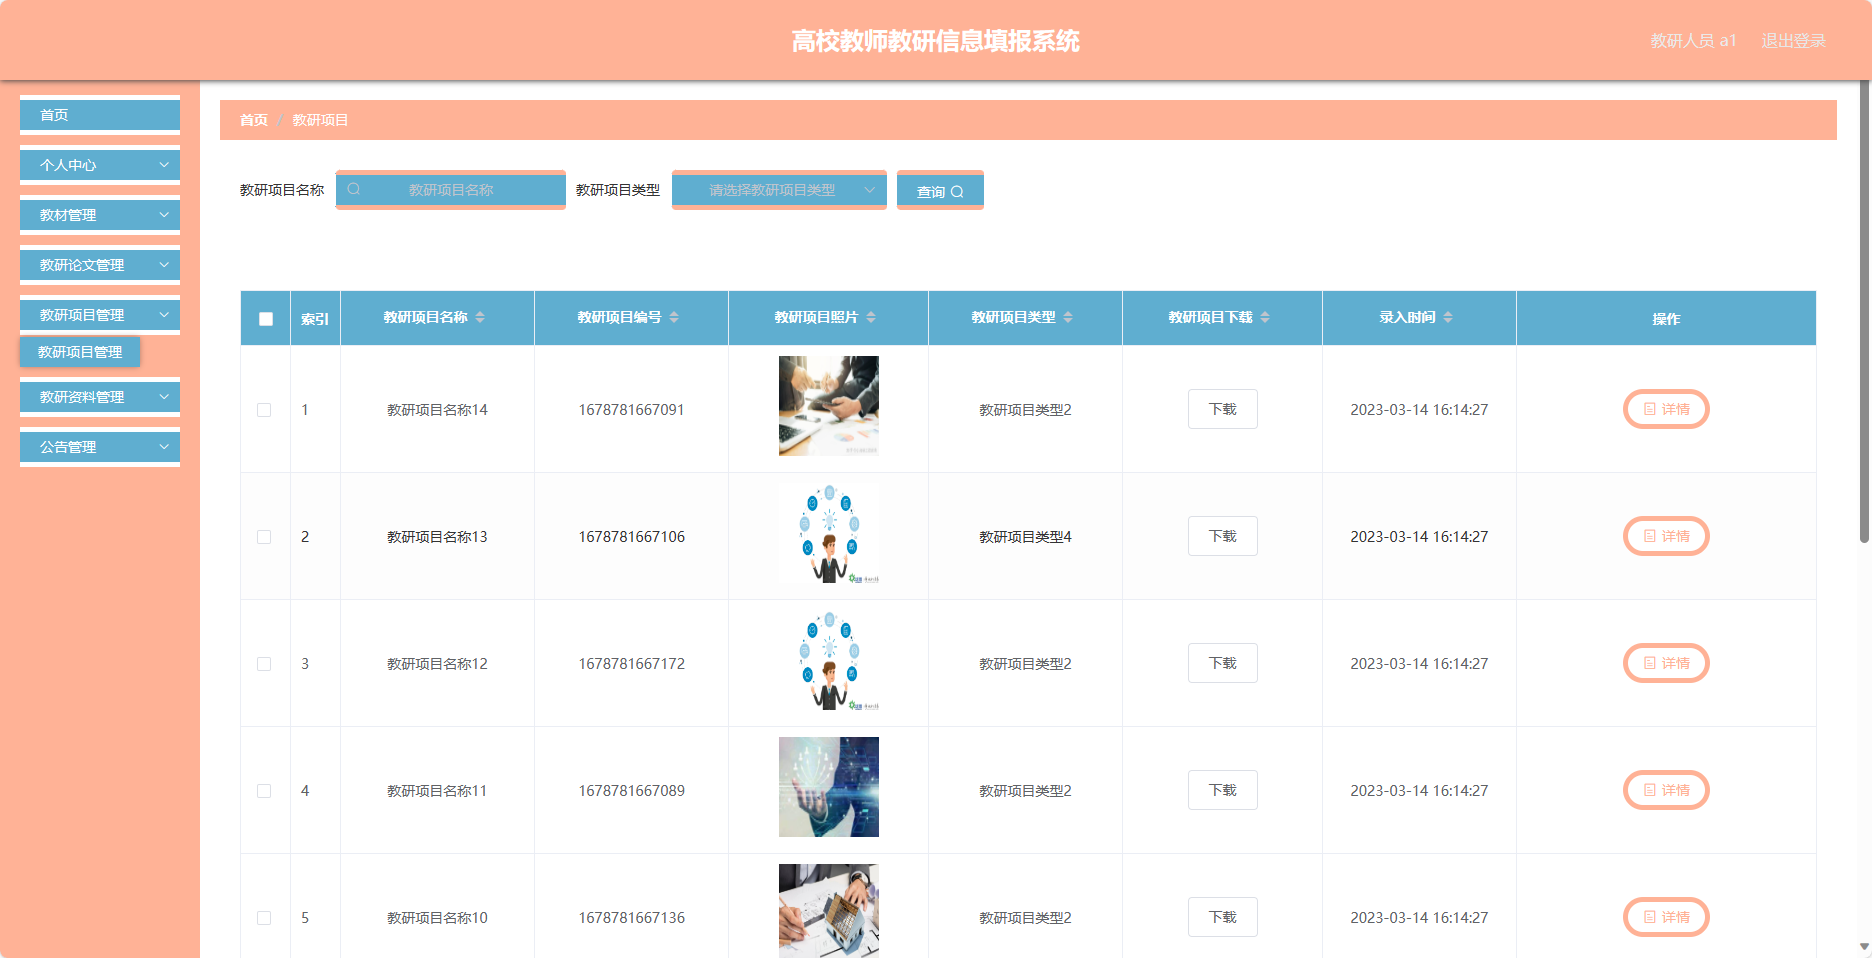 高校教师教研信息填报系统
教研人员 a1 退出登录
首页
个人中心
教材管理
教研论文管理
教研项目管理
教研项目管理
教研资料管理
公告管理
首页 / 教研项目
教研项目名称 教研项目名称 教研项目类型 请选择教研项目类型 查询
索引 教研项目名称 教研项目编号 教研项目照片 教研项目类型 教研项目下载 录入时间 操作
1 教研项目名称14 1678781667091 教研项目类型2 下载 2023-03-14 16:14:27 详情
2 教研项目名称13 1678781667106 教研项目类型4 下载 2023-03-14 16:14:27 详情
3 教研项目名称12 1678781667172 教研项目类型2 下载 2023-03-14 16:14:27 详情
4 教研项目名称11 1678781667089 教研项目类型2 下载 2023-03-14 16:14:27 详情
5 教研项目名称10 1678781667136 教研项目类型2 下载 2023-03-14 16:14:27 详情